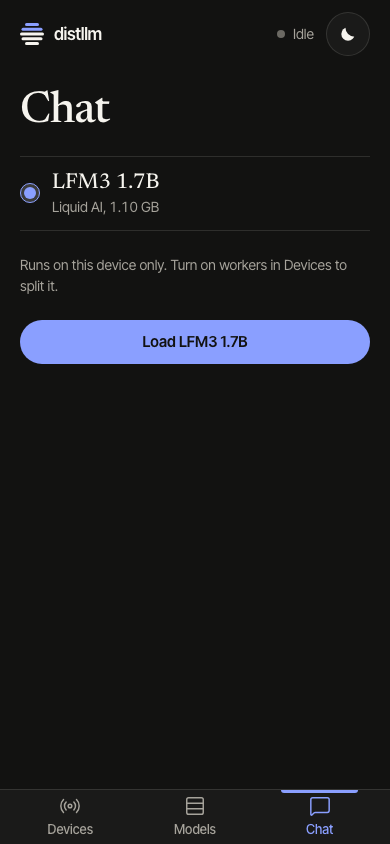 distllm
Idle
Chat
LFM3 1.7B
Liquid AI, 1.10 GB
Runs on this device only. Turn on workers in Devices to
split it.
Load LFM3 1.7B
Devices
Models
Chat